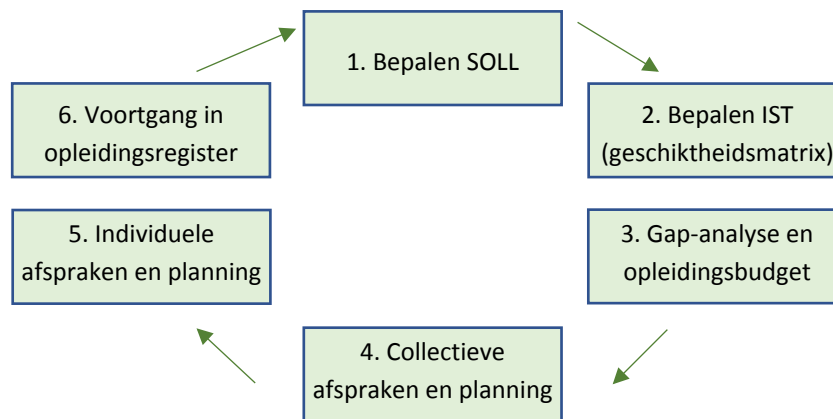 1. Bepalen SOLL
2. Bepalen IST
(geschiktheidsmatrix)
3. Gap-analyse en
opleidingsbudget
4. Collectieve
afspraken en planning
5. Individuele
afspraken en planning
6. Voortgang in
opleidingsregister